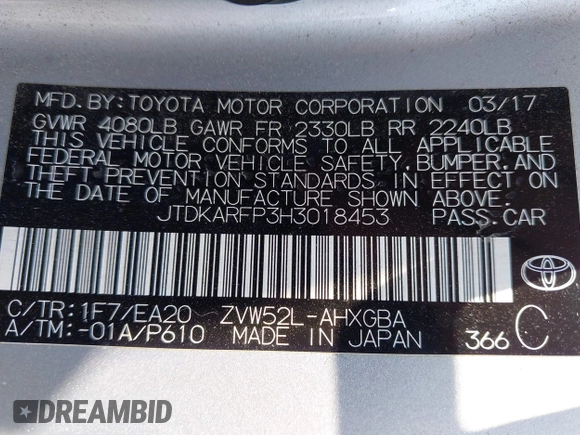 MFD.BY:TOYOTA MOTOR CORPORATION 03/17
GVWR 4080LB GAWR FR 2330LB RR 2240LB
THIS VEHICLE CONFORMS TO ALL APPLICABLE
FEDERAL MOTOR VEHICLE SAFETY, BUMPER, AND
THEFT PREVENTION STANDARDS IN EFFECT ON
THE DATE OF MANUFACTURE SHOWN ABOVE.
JTDKARFP3H3018453 PASS.CAR
TOYOTA
C/TR:1F7/EA20 ZVW52L-AHXGBA
A/TM:-01A/P610 MADE IN JAPAN 366 C
DREAMBID